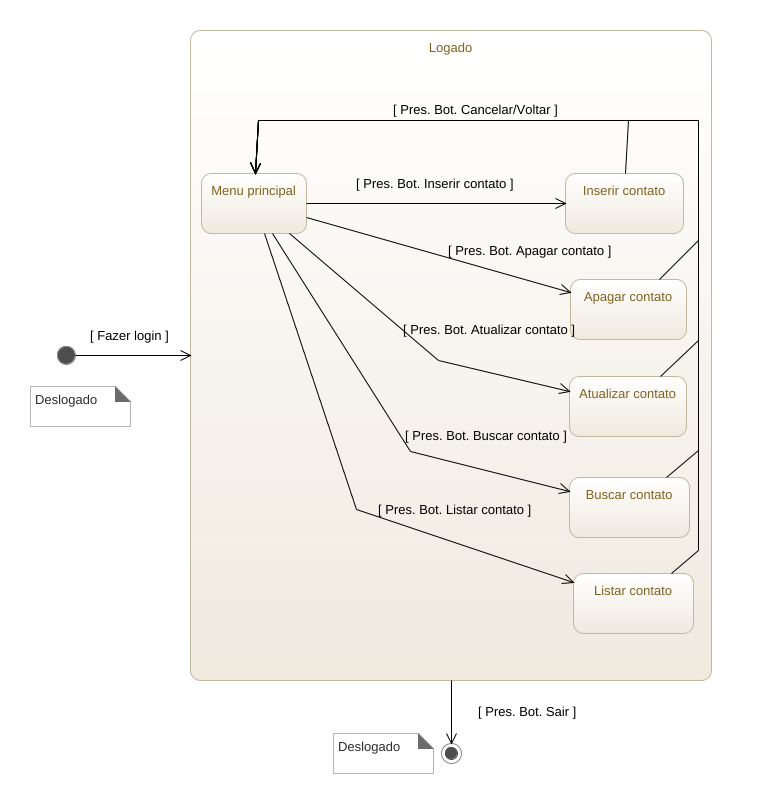 Logado
[ Pres. Bot. Cancelar/Voltar ]
Menu principal
[ Pres. Bot. Inserir contato ]
Inserir contato
[ Pres. Bot. Apagar contato ]
Apagar contato
[ Fazer login ]
[ Pres. Bot. Atualizar contato ]
Deslogado
Atualizar contato
[ Pres. Bot. Buscar contato ]
Buscar contato
[ Pres. Bot. Listar contato ]
Listar contato
[ Pres. Bot. Sair ]
Deslogado